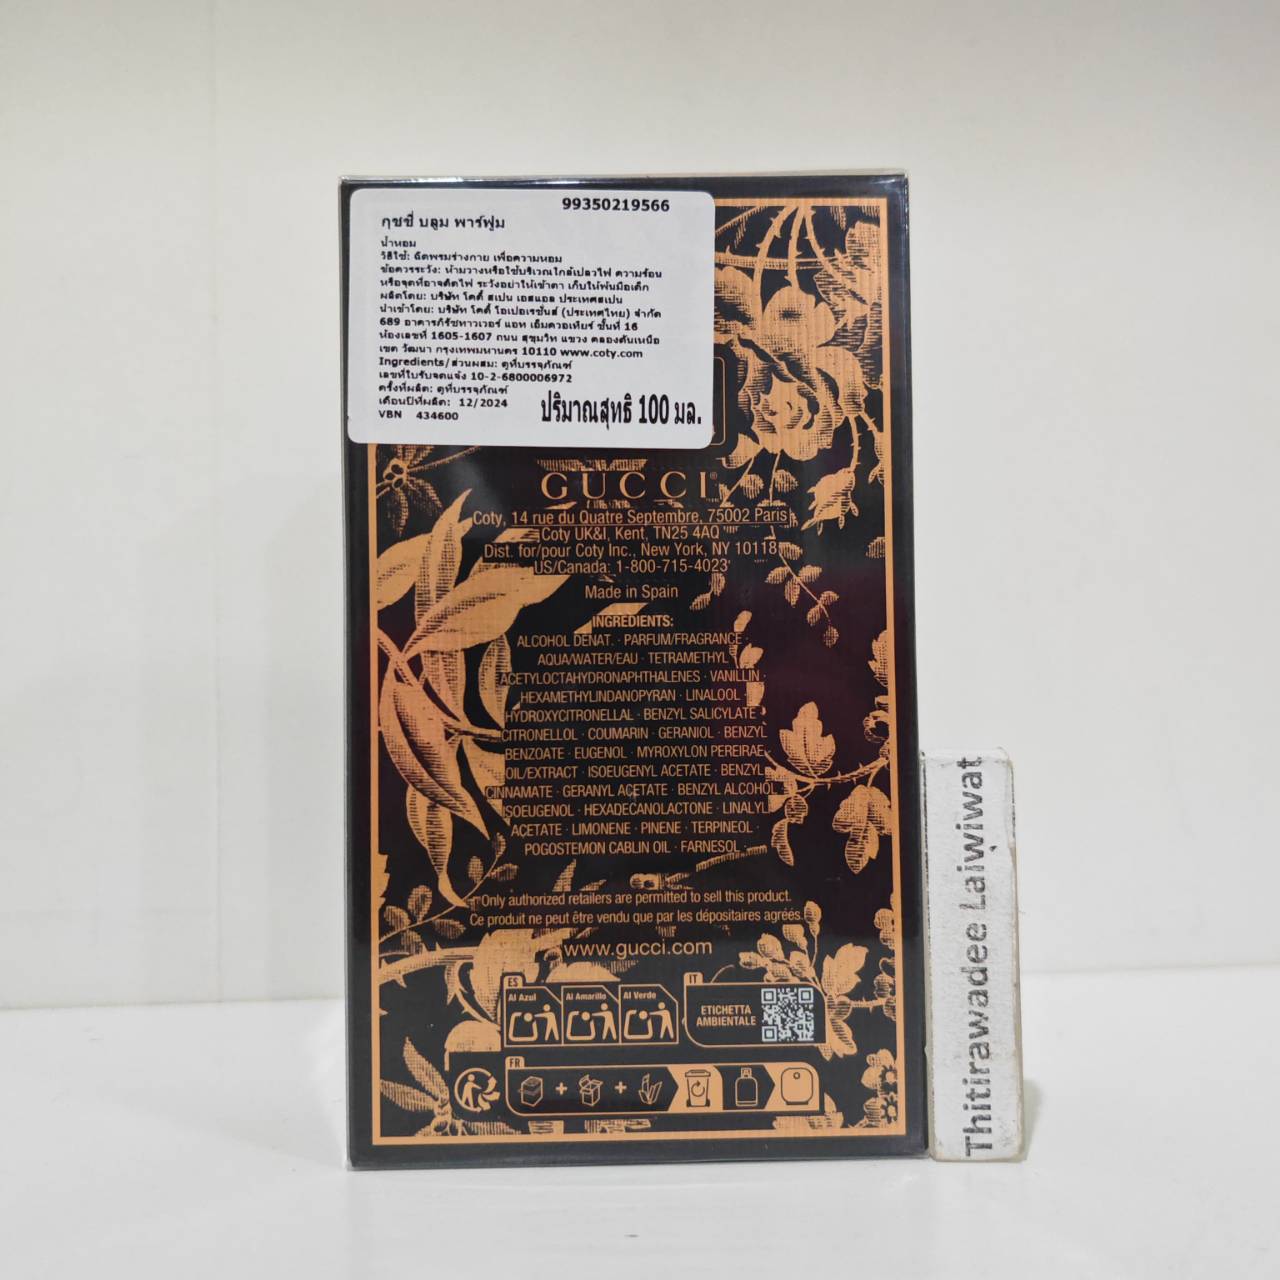 99350219566
กุชชี่ บลูม พาร์ฟูม
น้ำหอม
วิธีใช้: ฉีดพรมร่างกาย เพื่อความหอม
ข้อควรระวัง: ห้ามวางหรือใช้บริเวณใกล้เปลวไฟ ความร้อน
หรือจุดที่อาจติดไฟ ระวังอย่าให้เข้าตา เก็บให้พ้นมือเด็ก
ผลิตโดย: บริษัท โคตี้ สเปน เอสแอล ประเทศสเปน
นำเข้าโดย: บริษัท โคตี้ โอเปอเรชั่นส์ (ประเทศไทย) จำกัด
689 อาคารภิรัชทาวเวอร์ แอท เอ็มควอเทียร์ ชั้นที่ 16
ห้องเลขที่ 1605-1607 ถนน สุขุมวิท แขวง คลองตันเหนือ
เขต วัฒนา กรุงเทพมหานคร 10110 www.coty.com
Ingredients/ส่วนผสม: ดูที่บรรจุภัณฑ์
เลขที่ใบรับจดแจ้ง 10-2-6800006972
ครั้งที่ผลิต: ดูที่บรรจุภัณฑ์
เดือนปีที่ผลิต: 12/2024
VBN 434600
ปริมาณสุทธิ 100 มล.
GUCCI®
Coty, 14 rue du Quatre Septembre, 75002 Paris
Coty UK&I, Kent, TN25 4AQ
Dist. for/pour Coty Inc., New York, NY 10118
US/Canada: 1-800-715-4023
Made in Spain
INGREDIENTS:
ALCOHOL DENAT. · PARFUM/FRAGRANCE ·
AQUA/WATER/EAU · TETRAMETHYL
ACETYLOCTAHYDRONAPHTHALENES · VANILLIN ·
HEXAMETHYLINDANOPYRAN · LINALOOL ·
HYDROXYCITRONELLAL · BENZYL SALICYLATE ·
CITRONELLOL · COUMARIN · GERANIOL · BENZYL
BENZOATE · EUGENOL · MYROXYLON PEREIRAE
OIL/EXTRACT · ISOEUGENYL ACETATE · BENZYL
CINNAMATE · GERANYL ACETATE · BENZYL ALCOHOL ·
ISOEUGENOL · HEXADECANOLACTONE · LINALYL
ACETATE · LIMONENE · PINENE · TERPINEOL ·
POGOSTEMON CABLIN OIL · FARNESOL ·
Only authorized retailers are permitted to sell this product.
Ce produit ne peut être vendu que par les dépositaires agréés.
www.gucci.com
ES
Al Azul
Al Amarillo
Al Verde
IT
ETICHETTA
AMBIENTALE
FR
Thitirawadee Laiwiwat